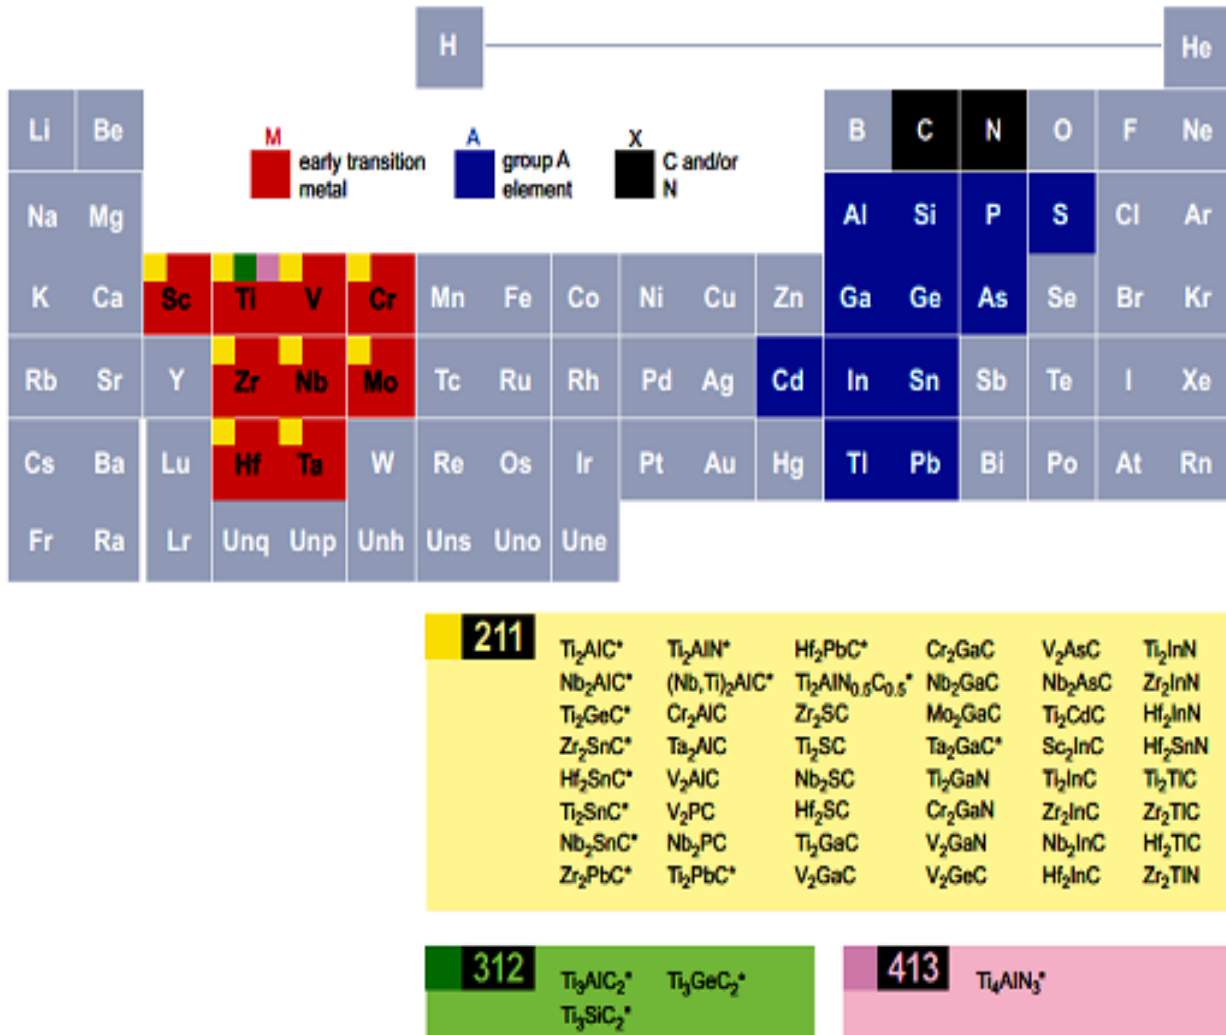 H He
Li Be B C N O F Ne
M A X
early transition group A C and/or
metal element N
Na Mg Al Si P S Cl Ar
K Ca Sc Ti V Cr Mn Fe Co Ni Cu Zn Ga Ge As Se Br Kr
Rb Sr Y Zr Nb Mo Tc Ru Rh Pd Ag Cd In Sn Sb Te I Xe
Cs Ba Lu Hf Ta W Re Os Ir Pt Au Hg Tl Pb Bi Po At Rn
Fr Ra Lr Unq Unp Unh Uns Uno Une
211
Ti₂AlC* Ti₂AlN* Hf₂PbC* Cr₂GaC V₂AsC Ti₂InN
Nb₂AlC* (Nb,Ti)₂AlC* Ti₂AlN₀.₅C₀.₅* Nb₂GaC Nb₂AsC Zr₂InN
Ti₂GeC* Cr₂AlC Zr₂SC Mo₂GaC Ti₂CdC Hf₂InN
Zr₂SnC* Ta₂AlC Ti₂SC Ta₂GaC* Sc₂InC Hf₂SnN
Hf₂SnC* V₂AlC Nb₂SC Ti₂GaN Ti₂InC Ti₂TlC
Ti₂SnC* V₂PC Hf₂SC Cr₂GaN Zr₂InC Zr₂TlC
Nb₂SnC* Nb₂PC Ti₂GaC V₂GaN Nb₂InC Hf₂TlC
Zr₂PbC* Ti₂PbC* V₂GaC V₂GeC Hf₂InC Zr₂TlN
312
Ti₃AlC₂* Ti₃GeC₂*
Ti₃SiC₂*
413
Ti₄AlN₃*